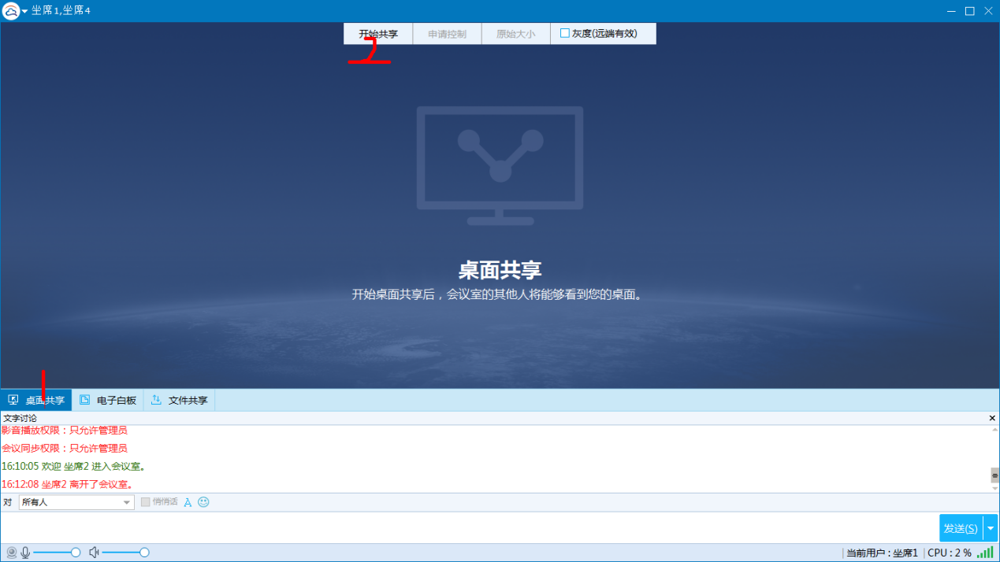 坐席1,坐席4
开始共享 申请控制 原始大小 灰度(远端有效)
2
桌面共享
开始桌面共享后，会议室的其他人将能够看到您的桌面。
1
桌面共享 电子白板 文件共享
文字讨论
影音播放权限：只允许管理员
会议同步权限：只允许管理员
16:10:05 欢迎 坐席2 进入会议室。
16:12:08 坐席2 离开了会议室。
对 所有人 悄悄话
发送(S)
当前用户 : 坐席1 CPU : 2 %